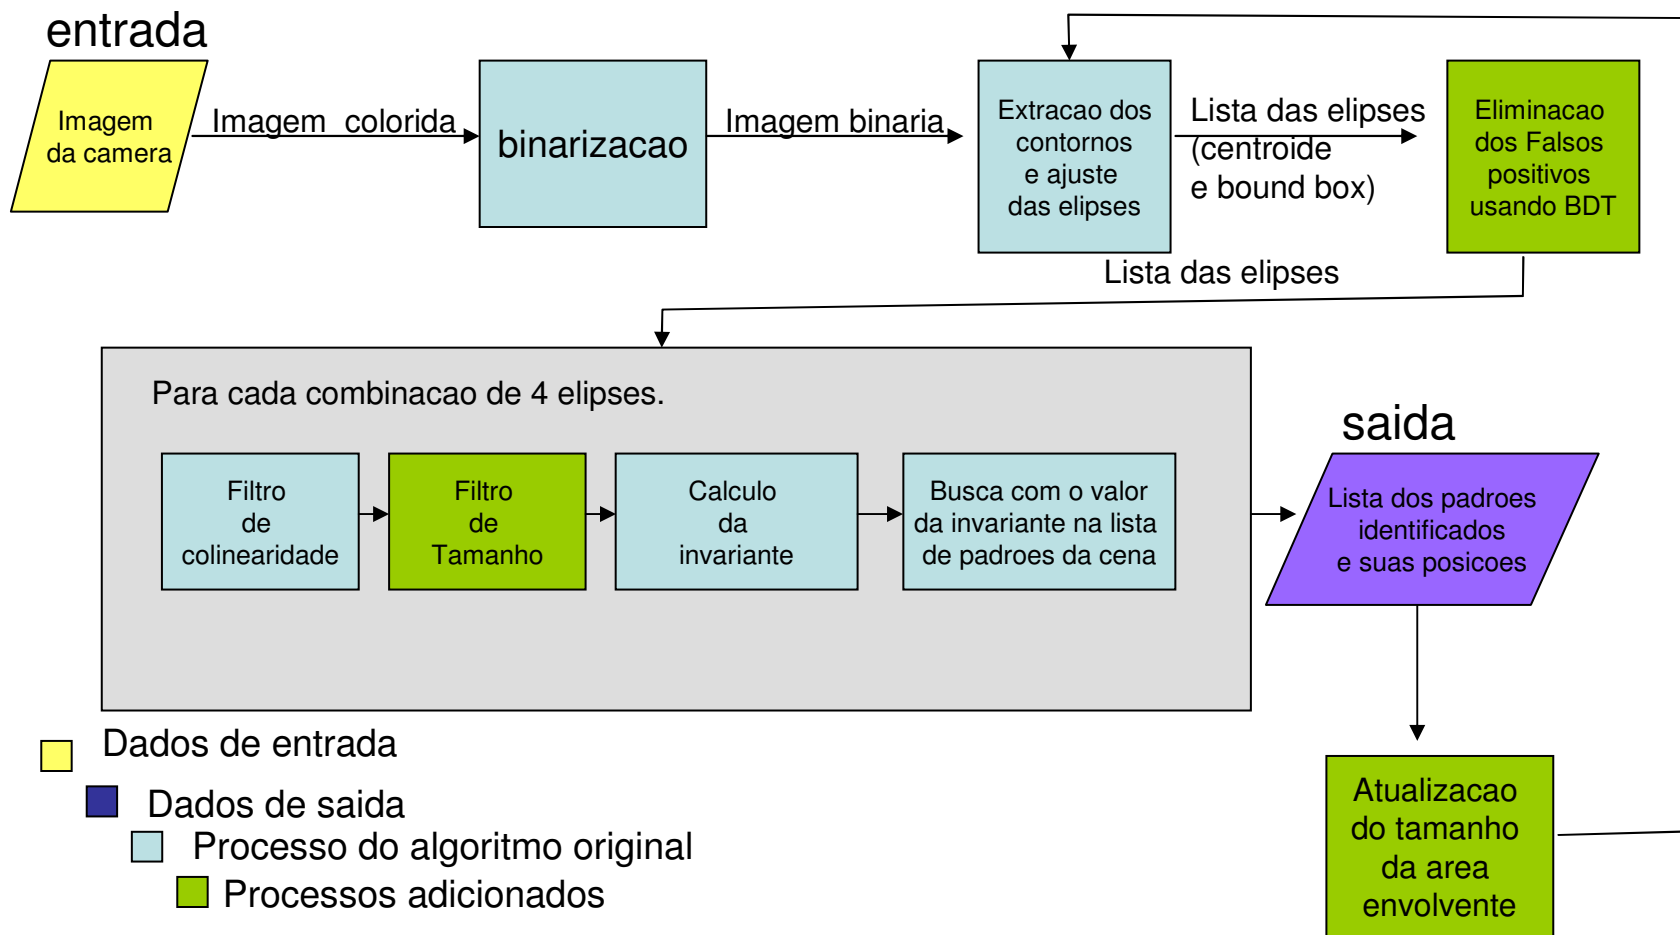 entrada
Imagem
da camera
Imagem colorida
binarizacao
Imagem binaria
Extracao dos
contornos
e ajuste
das elipses
Lista das elipses
(centroide
e bound box)
Eliminacao
dos Falsos
positivos
usando BDT
Lista das elipses
Para cada combinacao de 4 elipses.
Filtro
de
colinearidade
Filtro
de
Tamanho
Calculo
da
invariante
Busca com o valor
da invariante na lista
de padroes da cena
saida
Lista dos padroes
identificados
e suas posicoes
Atualizacao
do tamanho
da area
envolvente
Dados de entrada
Dados de saida
Processo do algoritmo original
Processos adicionados